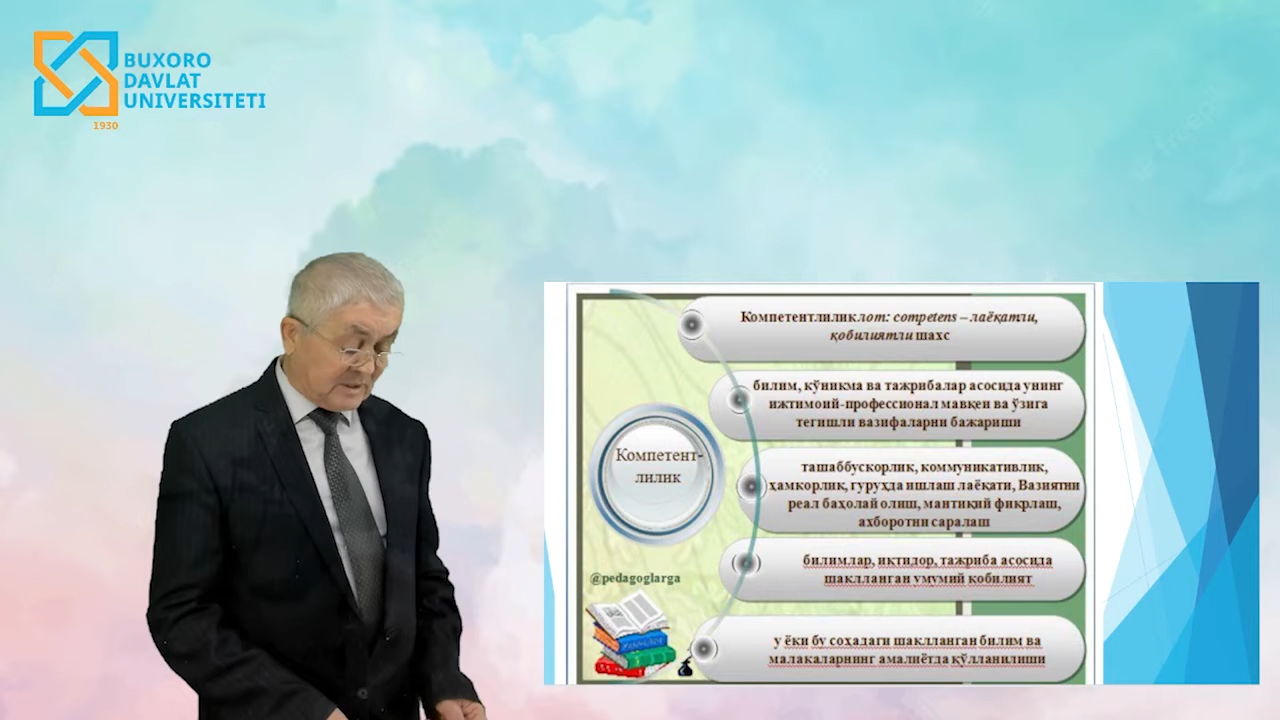 BUXORO
DAVLAT
UNIVERSITETI
1930
Компетентлилик лот: competens – лаёқатли,
қобилиятли шахс
билим, кўникма ва тажрибалар асосида унинг
ижтимоий-профессионал мавқеи ва ўзига
тегишли вазифаларни бажариши
Компетент-
лилик
ташаббускорлик, коммуникативлик,
ҳамкорлик, гуруҳда ишлаш лаёқати, Вазиятни
реал баҳолай олиш, мантиқий фикрлаш,
ахборотни саралаш
билимлар, иқтидор, тажриба асосида
шаклланган умумий қобилият
@pedagoglarga
у ёки бу соҳадаги шаклланган билим ва
малакаларнинг амалиётда қўлланилиши